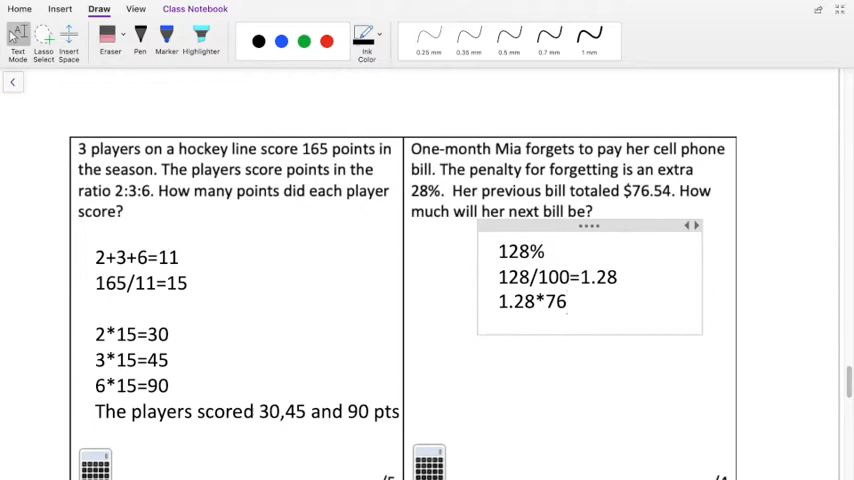 Home Insert Draw View Class Notebook
Text Mode
Lasso Select
Insert Space
Eraser
Pen
Marker
Highlighter
Ink Color
0.25 mm
0.35 mm
0.5 mm
0.7 mm
1 mm
3 players on a hockey line score 165 points in
the season. The players score points in the
ratio 2:3:6. How many points did each player
score?
2+3+6=11
165/11=15
2*15=30
3*15=45
6*15=90
The players scored 30,45 and 90 pts
One-month Mia forgets to pay her cell phone
bill. The penalty for forgetting is an extra
28%. Her previous bill totaled $76.54. How
much will her next bill be?
128%
128/100=1.28
1.28*76